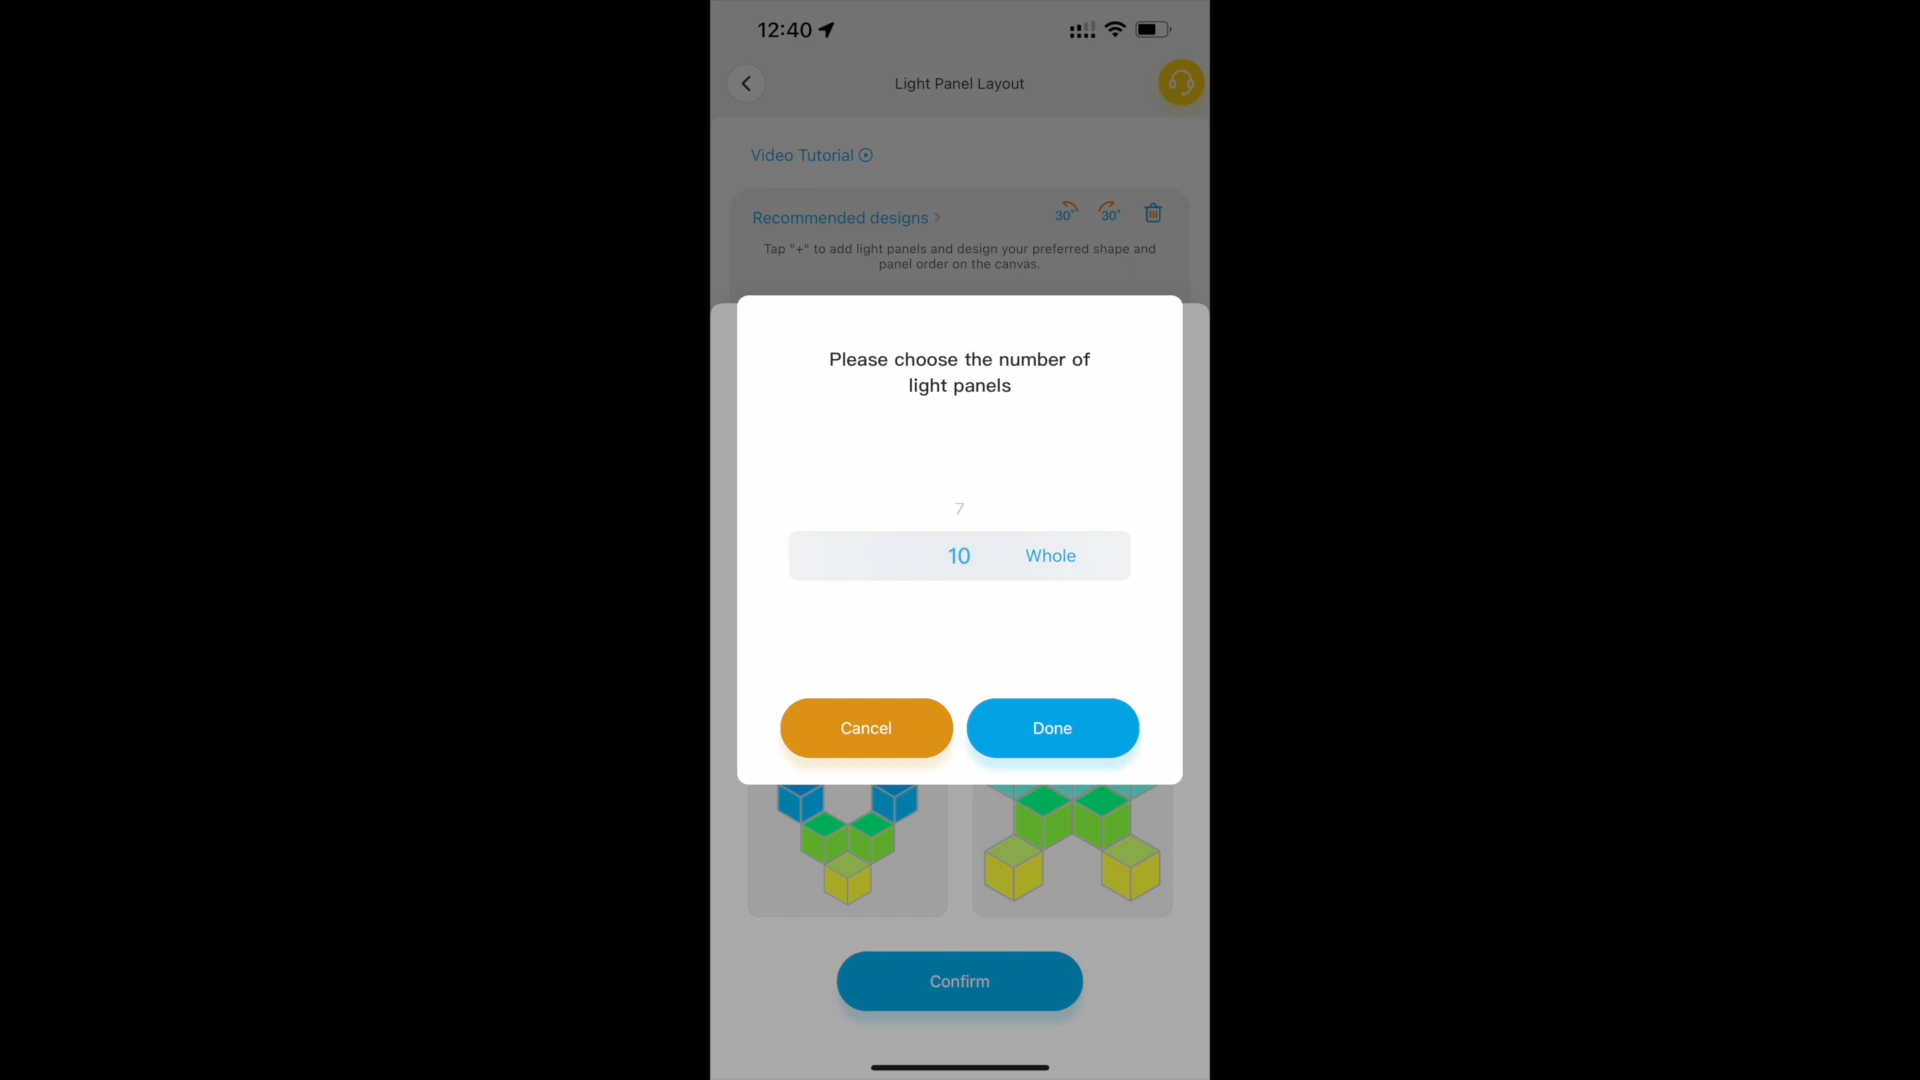 12:40
Light Panel Layout
Video Tutorial
Recommended designs >
30° 30°
Tap "+" to add light panels and design your preferred shape and
panel order on the canvas.
Please choose the number of
light panels
7
10 Whole
Cancel Done
Confirm